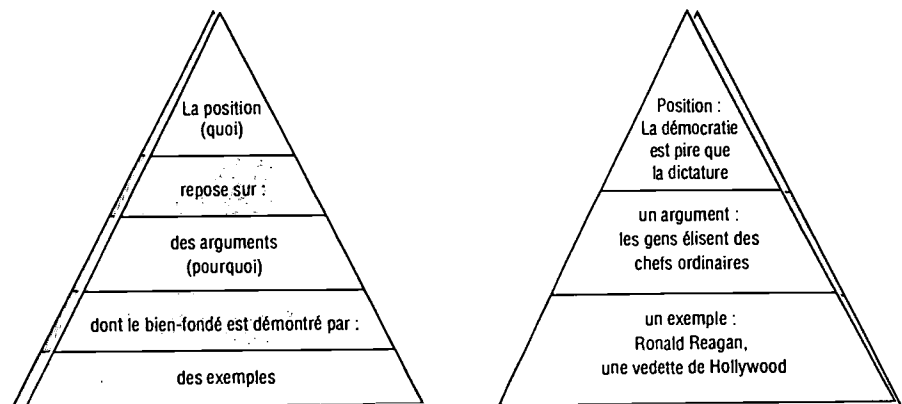 La position
(quoi)
repose sur :
des arguments
(pourquoi)
dont le bien-fondé est démontré par :
des exemples
Position :
La démocratie
est pire que
la dictature
un argument :
les gens élisent des
chefs ordinaires
un exemple :
Ronald Reagan,
une vedette de Hollywood